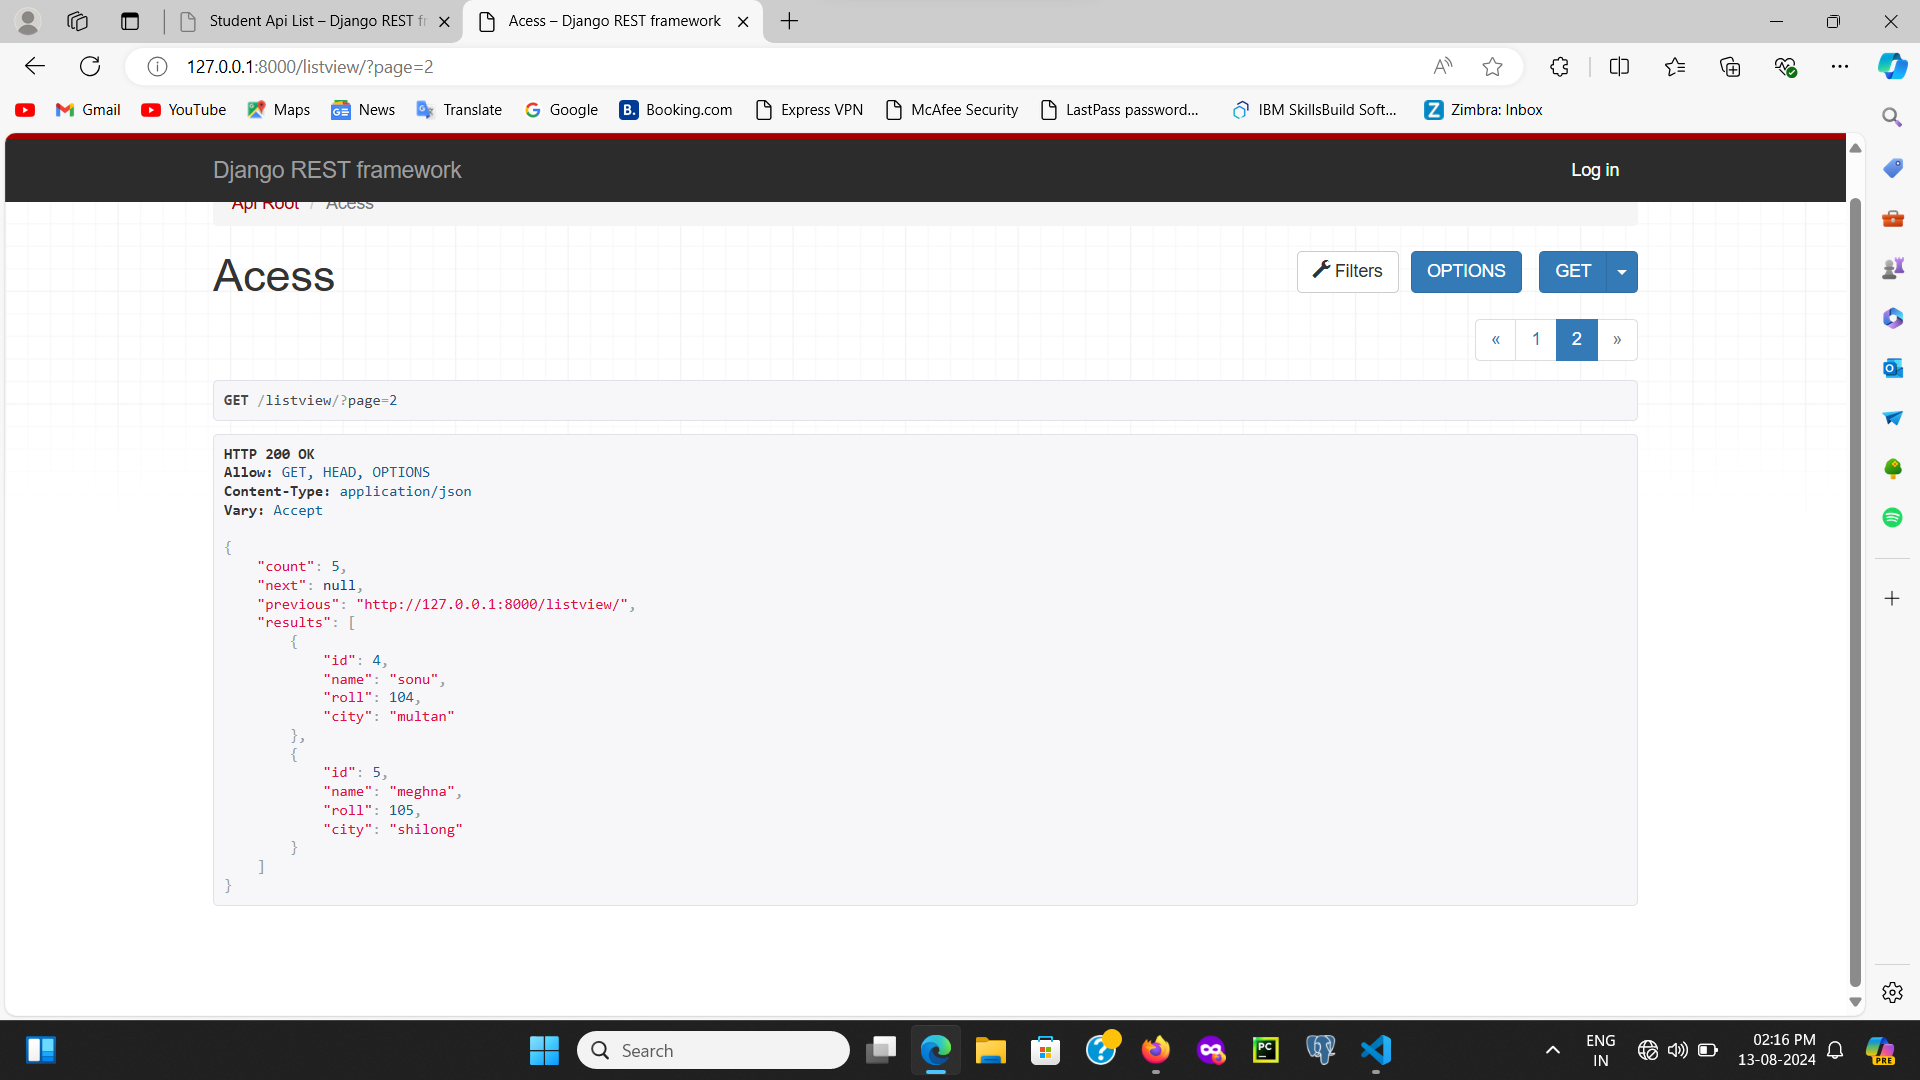 Student Api List – Django REST fr
Acess – Django REST framework
127.0.0.1:8000/listview/?page=2
Gmail
YouTube
Maps
News
Translate
Google
B.
Booking.com
Express VPN
McAfee Security
LastPass password...
IBM SkillsBuild Soft...
Z
Zimbra: Inbox
Django REST framework
Log in
Api Root / Acess
Acess
Filters
OPTIONS
GET
« 1 2 »
GET /listview/?page=2
HTTP 200 OK
Allow: GET, HEAD, OPTIONS
Content-Type: application/json
Vary: Accept
{
"count": 5,
"next": null,
"previous": "http://127.0.0.1:8000/listview/",
"results": [
{
"id": 4,
"name": "sonu",
"roll": 104,
"city": "multan"
},
{
"id": 5,
"name": "meghna",
"roll": 105,
"city": "shilong"
}
]
}
Search
PC
ENG
IN
02:16 PM
13-08-2024
PRE